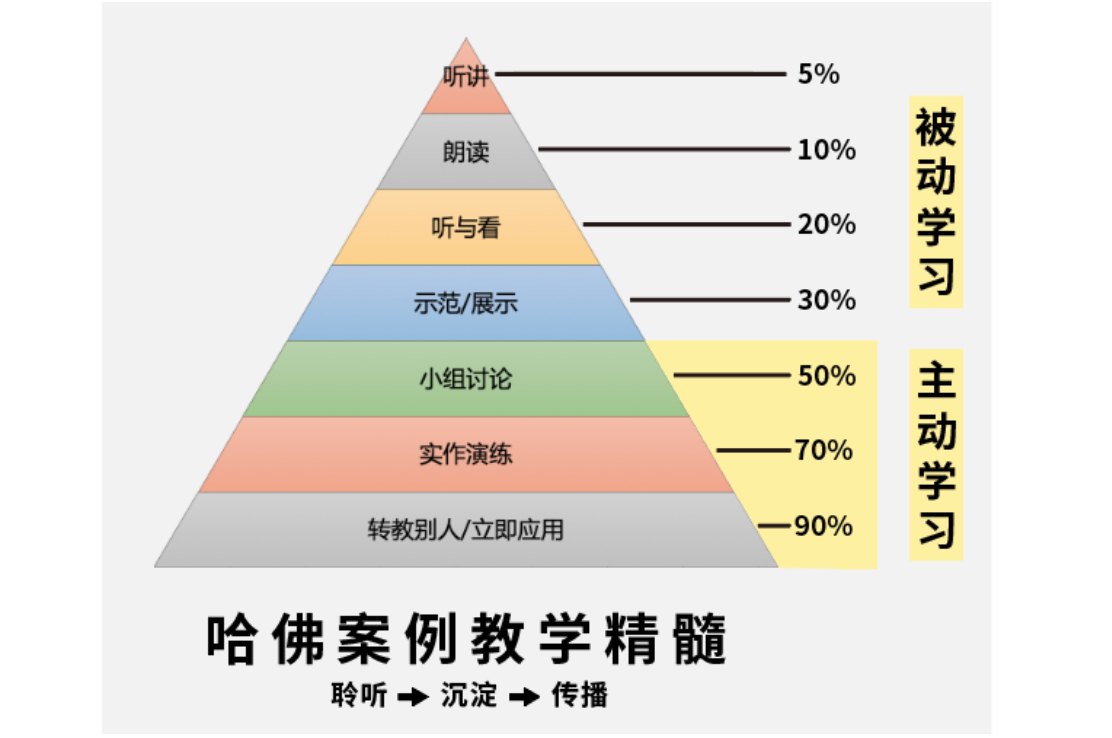 听讲 5%
朗读 10%
听与看 20%
示范/展示 30%
小组讨论 50%
实作演练 70%
转教别人/立即应用 90%
被动学习
主动学习
哈佛案例教学精髓
聆听 ➡ 沉淀 ➡ 传播